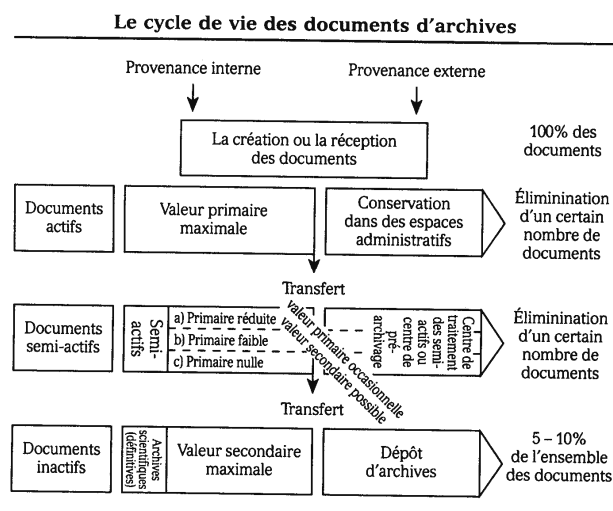 Le cycle de vie des documents d'archives
Provenance interne
Provenance externe
La création ou la réception
des documents
100% des
documents
Documents
actifs
Valeur primaire
maximale
Conservation
dans des espaces
administratifs
Éliminination
d'un certain
nombre de
documents
Transfert
Documents
semi-actifs
Semi-
actifs
a) Primaire réduite
b) Primaire faible
c) Primaire nulle
valeur primaire occasionnelle
valeur secondaire possible
Centre de
traitement
des semi-
actifs ou
centre de
pré-
archivage
Éliminination
d'un certain
nombre de
documents
Transfert
Documents
inactifs
Archives
scientifiques
(définitives)
Valeur secondaire
maximale
Dépôt
d'archives
5 – 10%
de l'ensemble
des documents